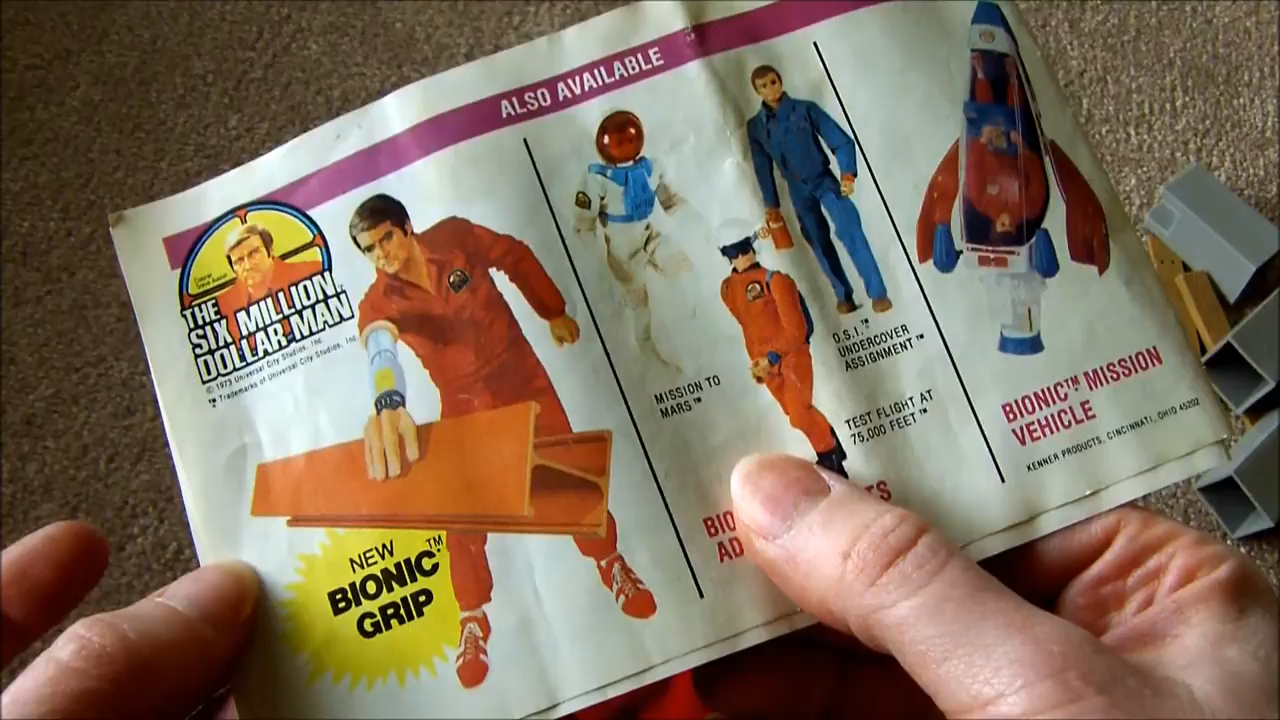 ALSO AVAILABLE
Colonel
Steve Austin
THE
SIX MILLION
DOLLAR MAN
© 1973 Universal City Studios, Inc.
™ Trademarks of Universal City Studios, Inc.
NEW
BIONIC™
GRIP
MISSION TO
MARS™
O.S.I.™
UNDERCOVER
ASSIGNMENT™
TEST FLIGHT AT
75,000 FEET™
BIONIC™ MISSION
VEHICLE
KENNER PRODUCTS, CINCINNATI, OHIO 45202